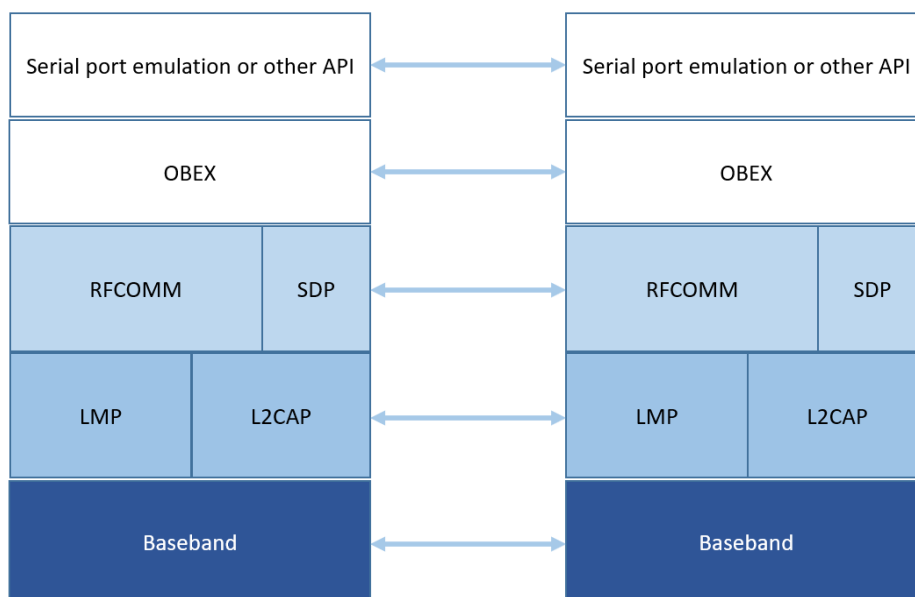 Serial port emulation or other API
Serial port emulation or other API
OBEX
OBEX
RFCOMM
SDP
RFCOMM
SDP
LMP
L2CAP
LMP
L2CAP
Baseband
Baseband